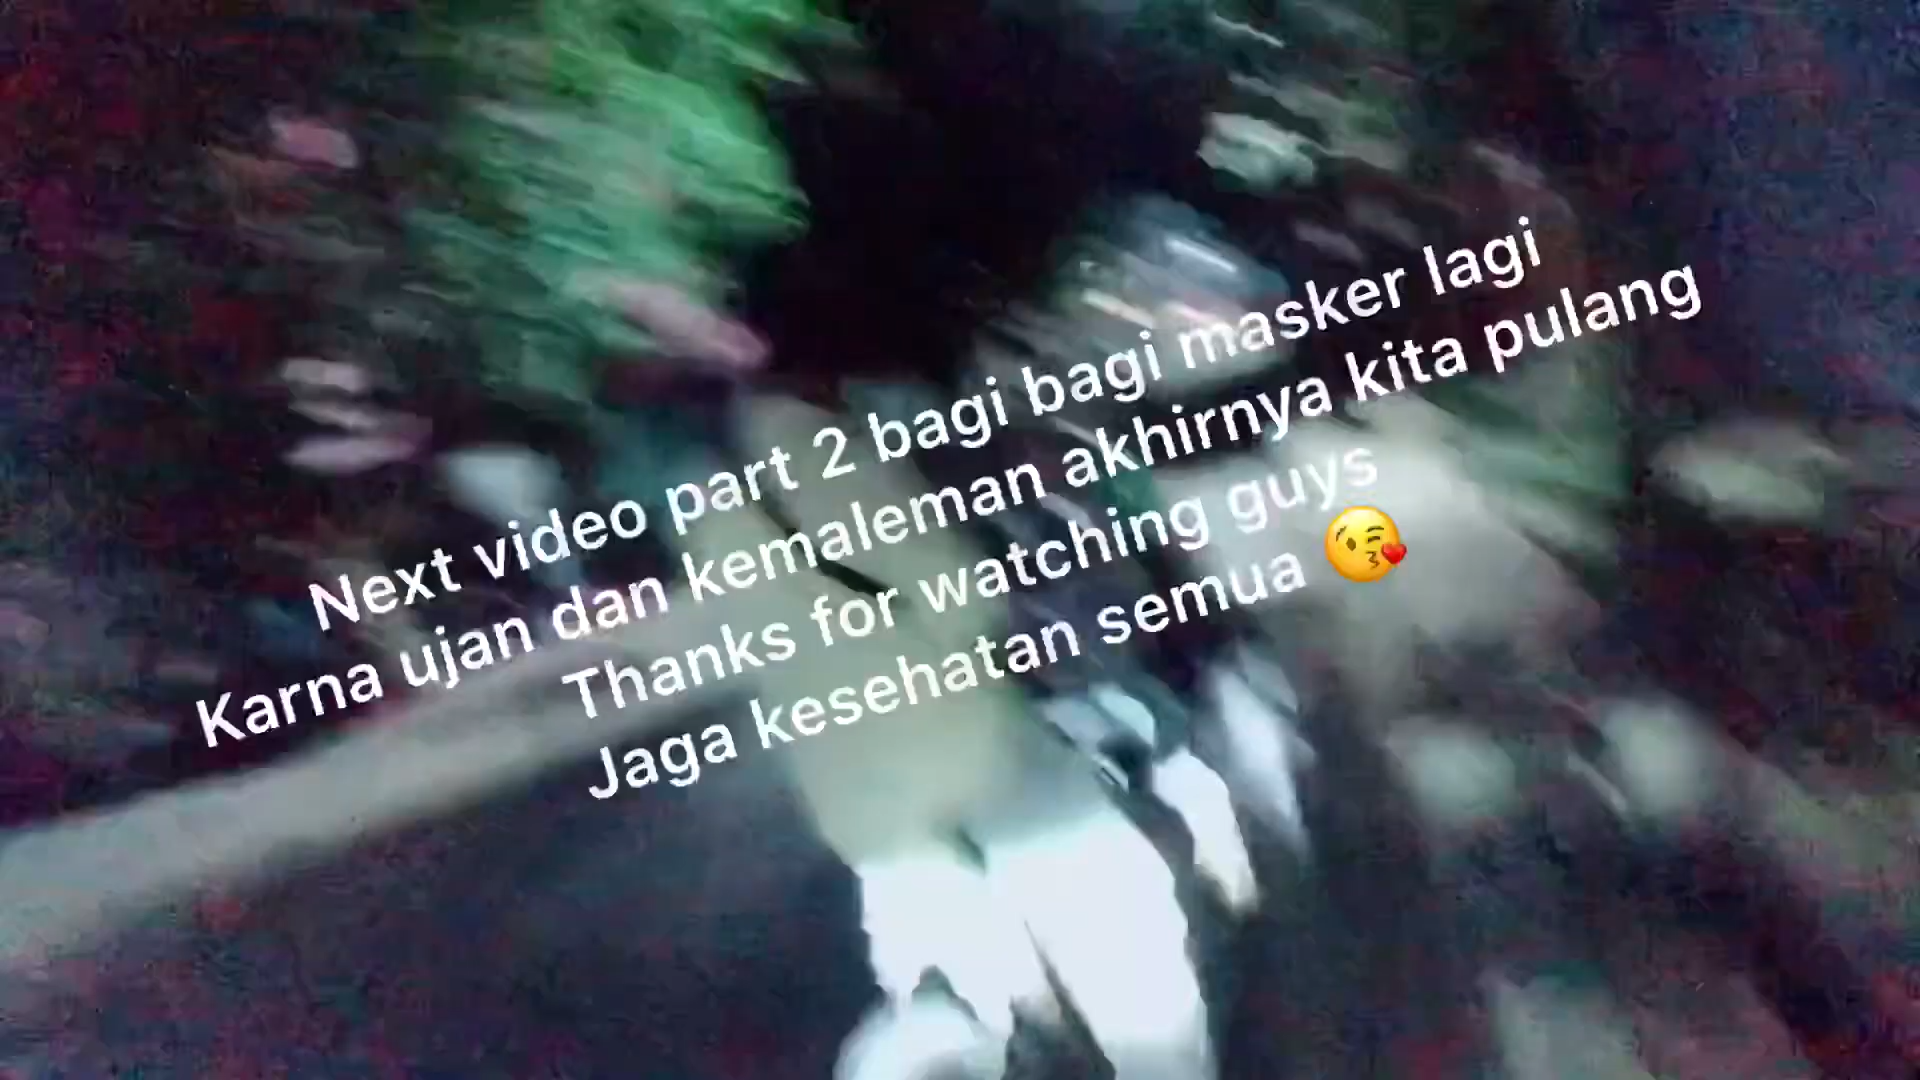 Next video part 2 bagi bagi masker lagi
Karna ujan dan kemaleman akhirnya kita pulang
Thanks for watching guys
Jaga kesehatan semua 😘